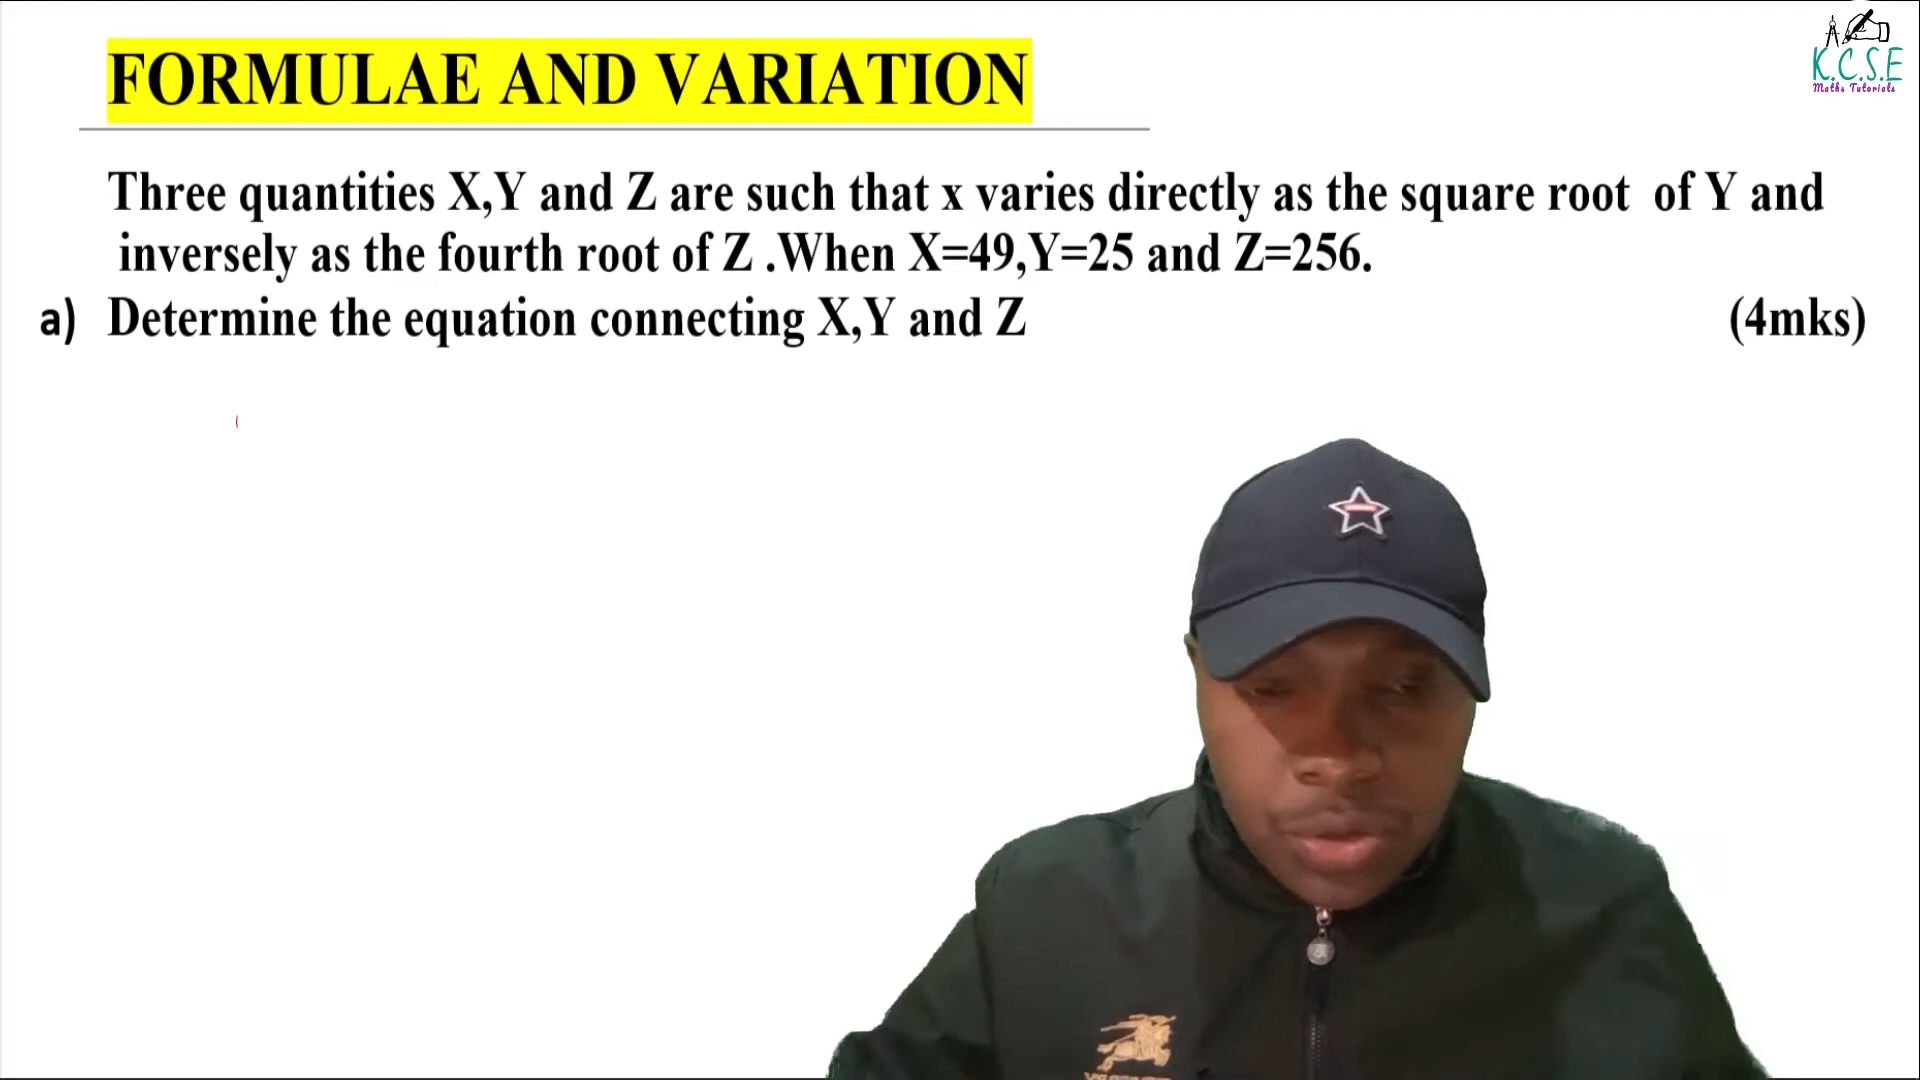 FORMULAE AND VARIATION
K.C.S.E
Maths Tutorials
Three quantities X,Y and Z are such that x varies directly as the square root of Y and
inversely as the fourth root of Z .When X=49,Y=25 and Z=256.
a) Determine the equation connecting X,Y and Z (4mks)